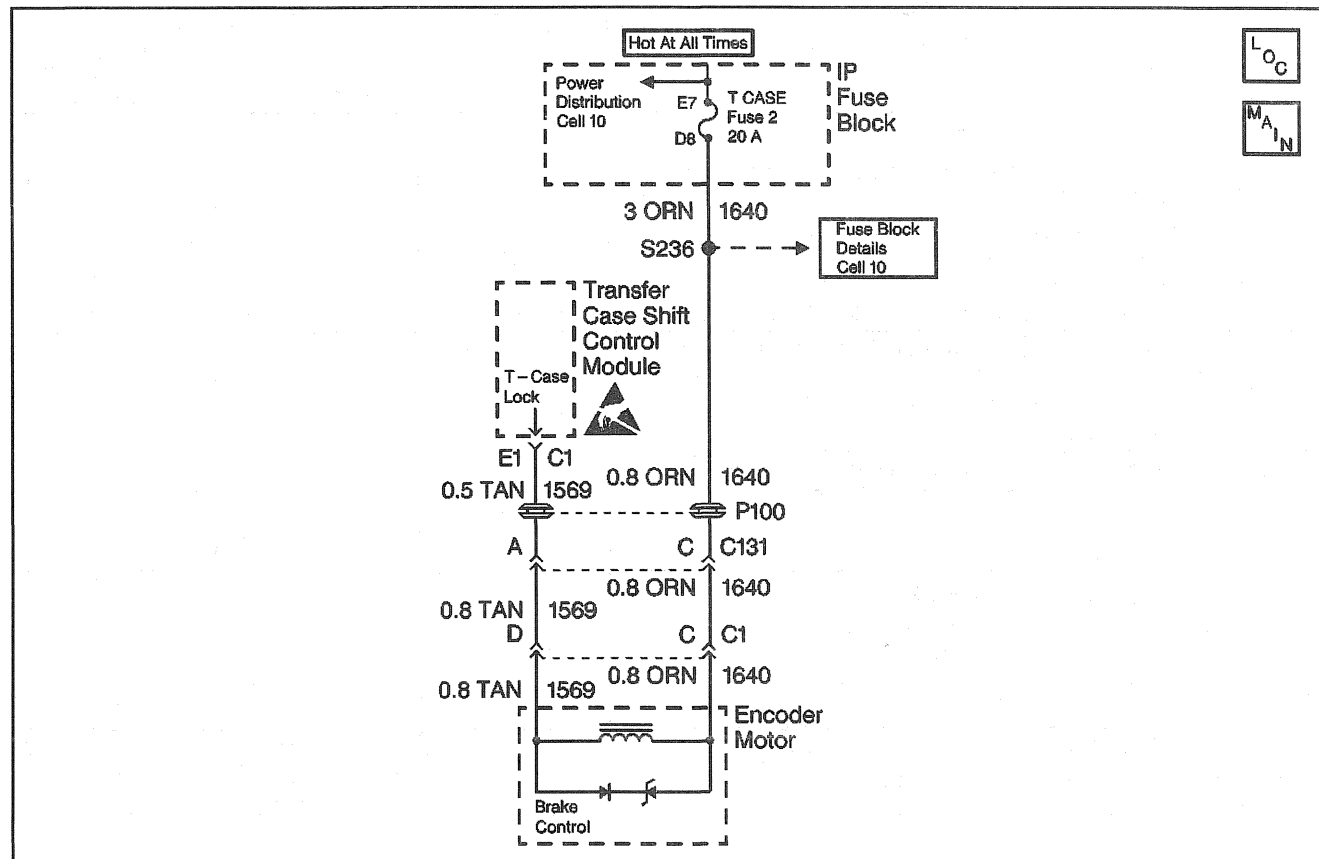 Hot At All Times
L O C
M A I N
Power
Distribution
Cell 10
E7
D8
T CASE
Fuse 2
20 A
IP
Fuse
Block
3 ORN 1640
S236
Fuse Block
Details
Cell 10
Transfer
Case Shift
Control
Module
T – Case
Lock
E1 C1
0.5 TAN 1569
0.8 ORN 1640
P100
A C C131
0.8 TAN 1569
0.8 ORN 1640
D C C1
0.8 TAN 1569
0.8 ORN 1640
Encoder
Motor
Brake
Control